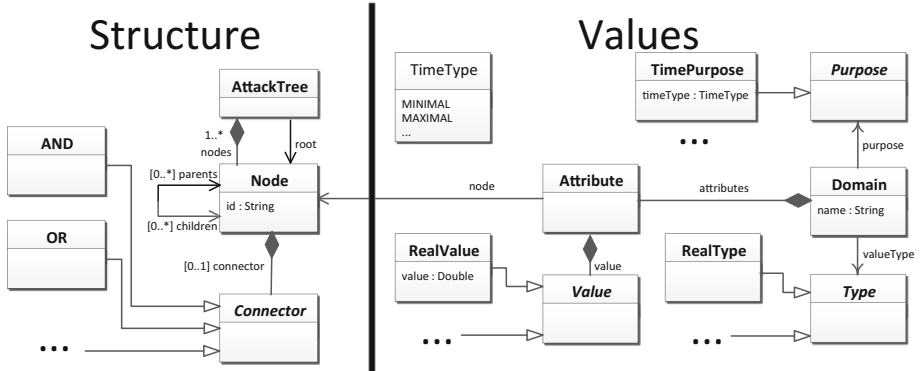 Structure
Values
AttackTree
TimeType
MINIMAL
MAXIMAL
...
TimePurpose
timeType : TimeType
Purpose
...
1..*
nodes
root
purpose
AND
[0..*] parents
Node
id : String
[0..*] children
node
Attribute
attributes
Domain
name : String
OR
[0..1] connector
RealValue
value : Double
value
RealType
valueType
Connector
Value
Type
...
...
...